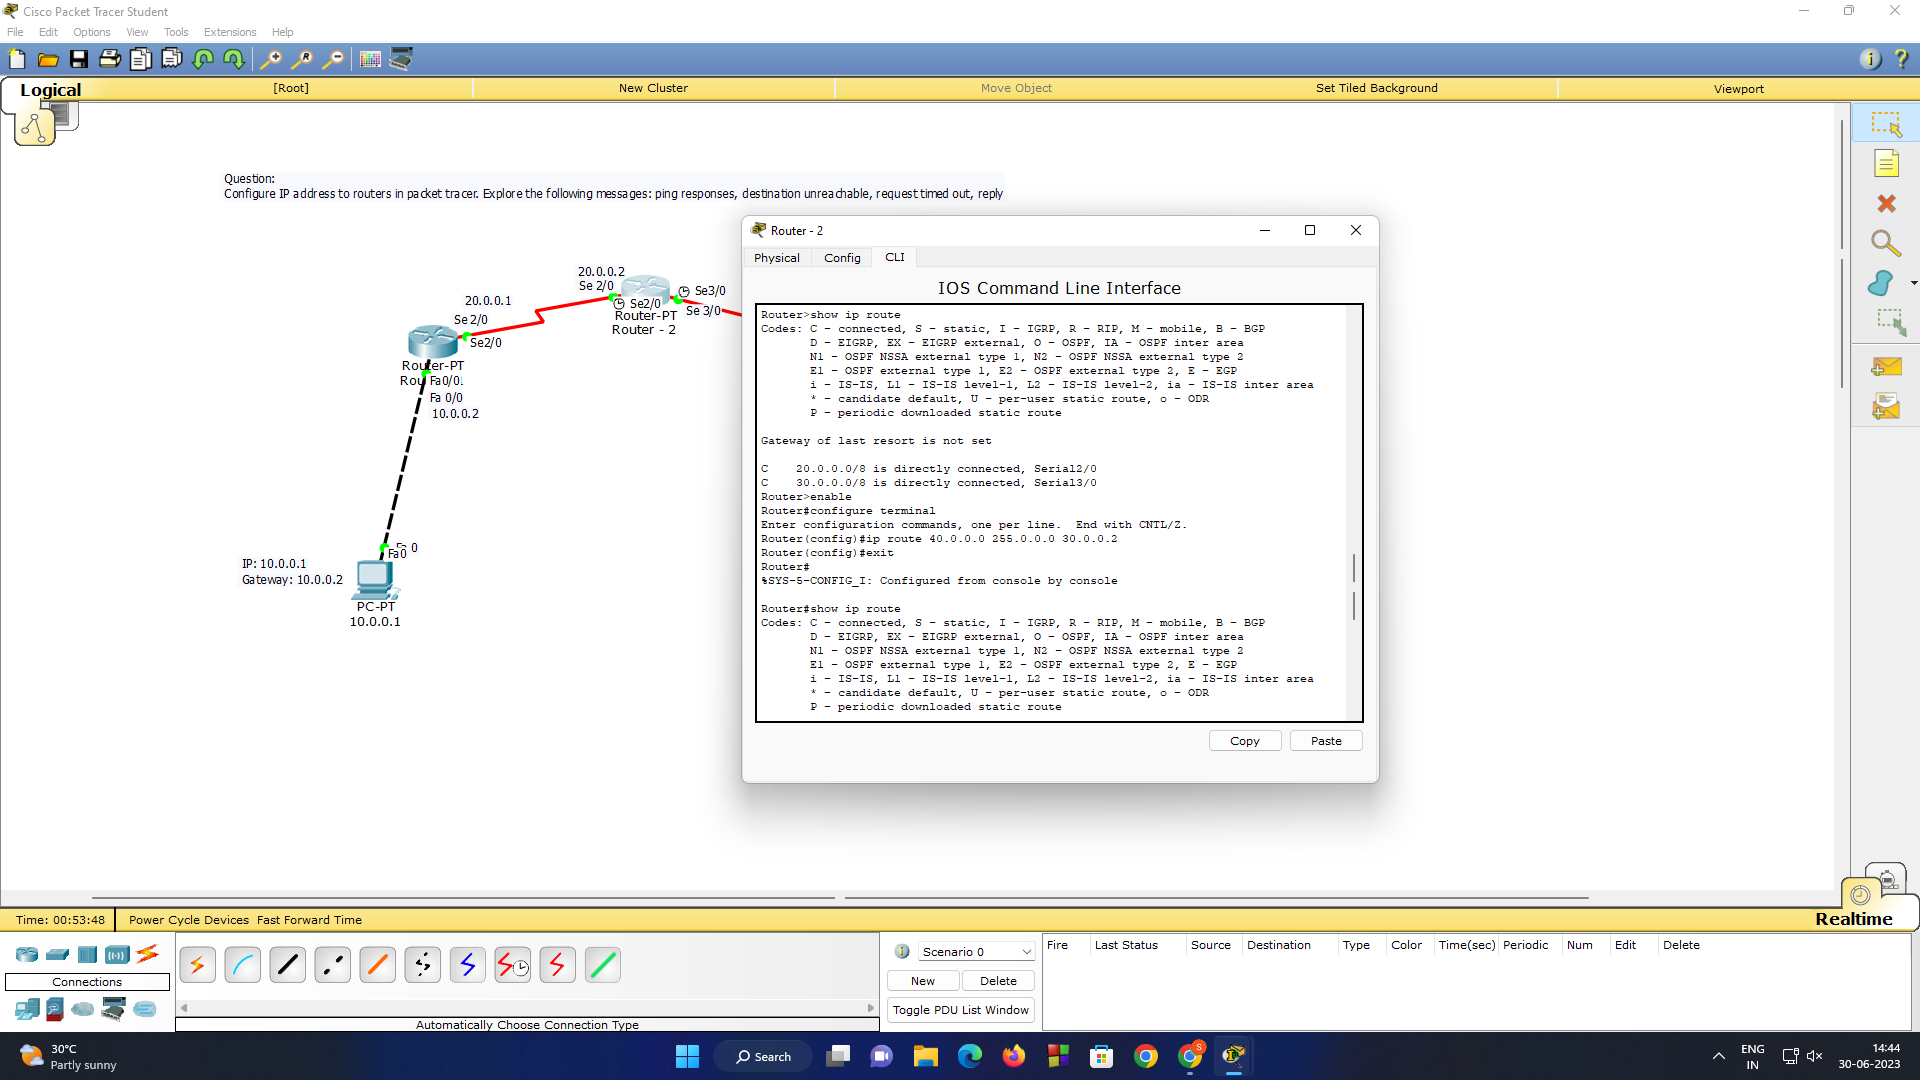 Cisco Packet Tracer Student
File Edit Options View Tools Extensions Help
Logical [Root] New Cluster Move Object Set Tiled Background Viewport
Question:
Configure IP address to routers in packet tracer. Explore the following messages: ping responses, destination unreachable, request timed out, reply
20.0.0.2
Se 2/0
Se2/0
Router-PT
Router - 2
Se3/0
Se 3/0
20.0.0.1
Se 2/0
Se2/0
Router-PT
Rou
Fa0/0
Fa 0/0
10.0.0.2
0
Fa0
IP: 10.0.0.1
Gateway: 10.0.0.2
PC-PT
10.0.0.1
Router - 2
Physical Config CLI
IOS Command Line Interface
Router>show ip route
Codes: C - connected, S - static, I - IGRP, R - RIP, M - mobile, B - BGP
D - EIGRP, EX - EIGRP external, O - OSPF, IA - OSPF inter area
N1 - OSPF NSSA external type 1, N2 - OSPF NSSA external type 2
E1 - OSPF external type 1, E2 - OSPF external type 2, E - EGP
i - IS-IS, L1 - IS-IS level-1, L2 - IS-IS level-2, ia - IS-IS inter area
* - candidate default, U - per-user static route, o - ODR
P - periodic downloaded static route
Gateway of last resort is not set
C 20.0.0.0/8 is directly connected, Serial2/0
C 30.0.0.0/8 is directly connected, Serial3/0
Router>enable
Router#configure terminal
Enter configuration commands, one per line. End with CNTL/Z.
Router(config)#ip route 40.0.0.0 255.0.0.0 30.0.0.2
Router(config)#exit
Router#
%SYS-5-CONFIG_I: Configured from console by console
Router#show ip route
Codes: C - connected, S - static, I - IGRP, R - RIP, M - mobile, B - BGP
D - EIGRP, EX - EIGRP external, O - OSPF, IA - OSPF inter area
N1 - OSPF NSSA external type 1, N2 - OSPF NSSA external type 2
E1 - OSPF external type 1, E2 - OSPF external type 2, E - EGP
i - IS-IS, L1 - IS-IS level-1, L2 - IS-IS level-2, ia - IS-IS inter area
* - candidate default, U - per-user static route, o - ODR
P - periodic downloaded static route
Copy Paste
Time: 00:53:48 Power Cycle Devices Fast Forward Time
Realtime
Connections
Automatically Choose Connection Type
Scenario 0
New Delete
Toggle PDU List Window
Fire Last Status Source Destination Type Color Time(sec) Periodic Num Edit Delete
30°C
Partly sunny
Search
S
ENG
IN
14:44
30-06-2023